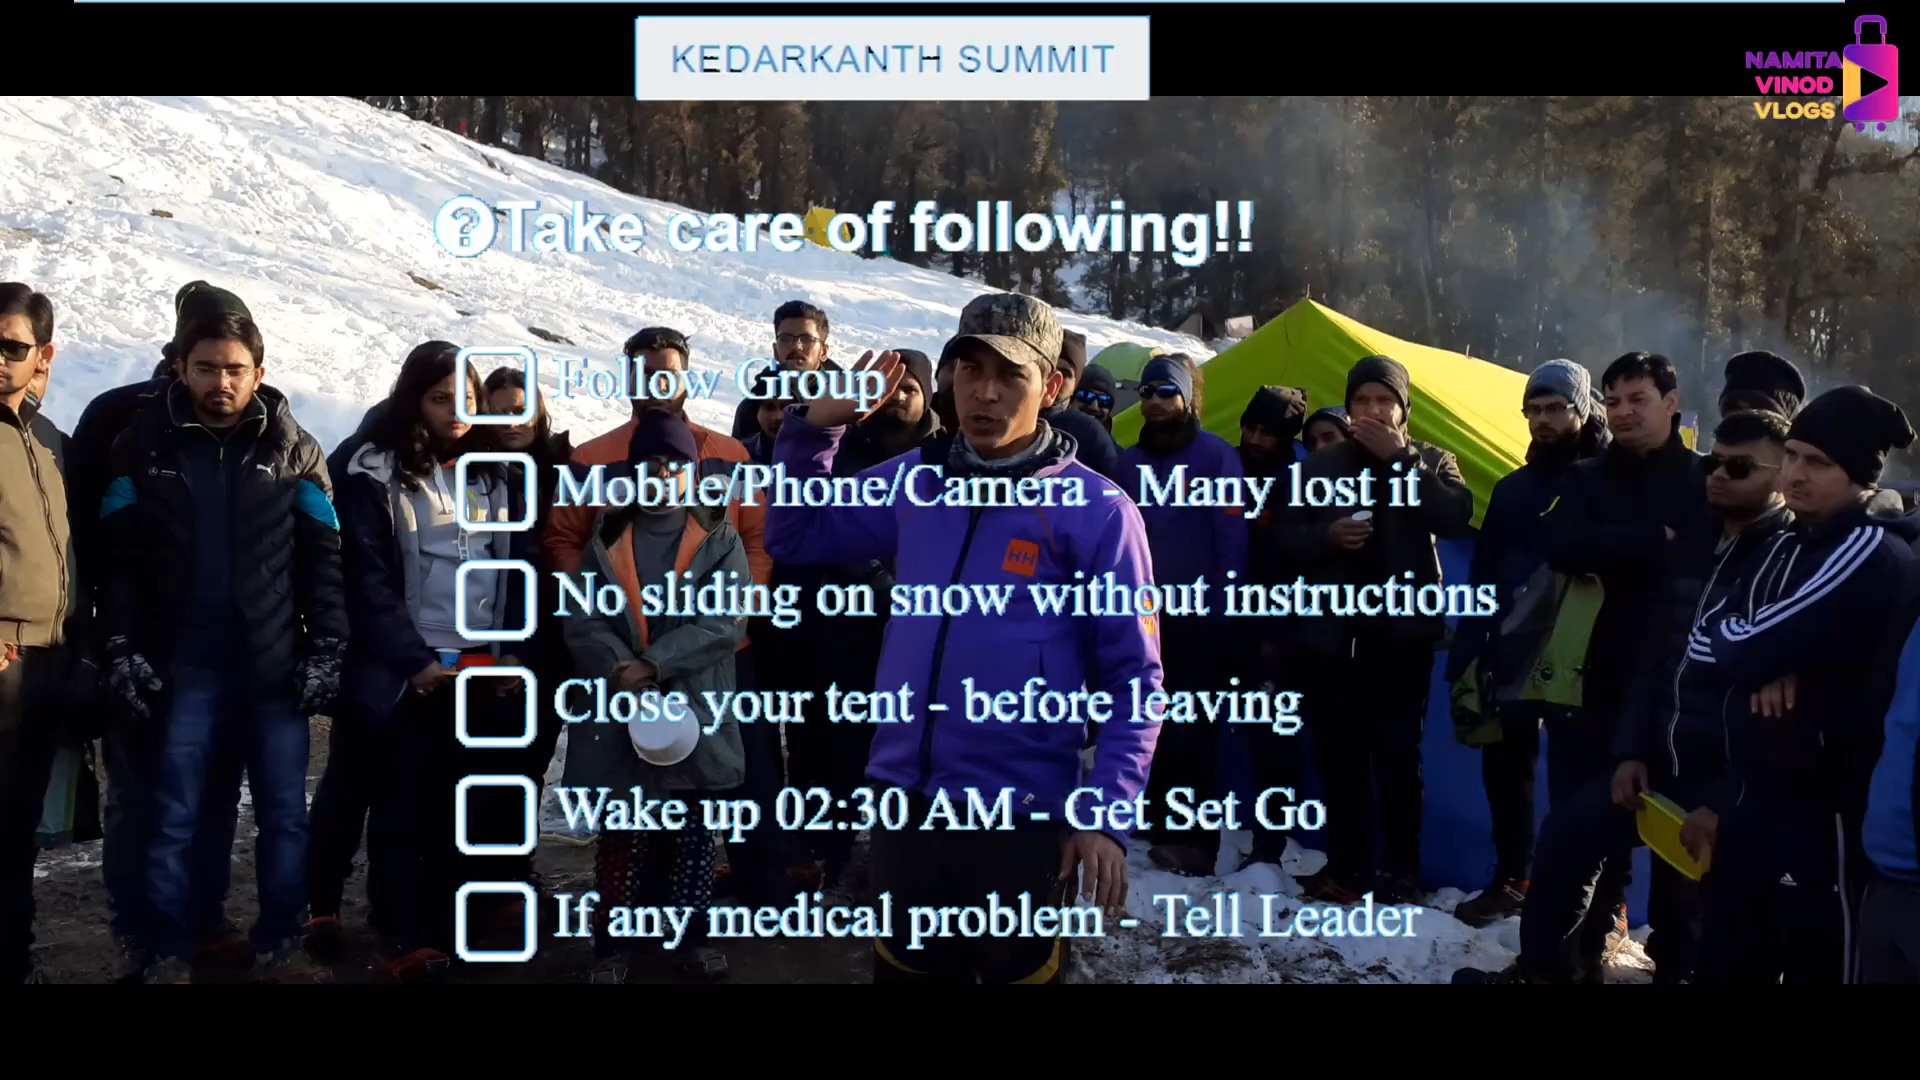 KEDARKANTH SUMMIT
NAMITA
VINOD
VLOGS
Take care of following!!
Follow Group
Mobile/Phone/Camera - Many lost it
HH
No sliding on snow without instructions
Close your tent - before leaving
Wake up 02:30 AM - Get Set Go
If any medical problem - Tell Leader